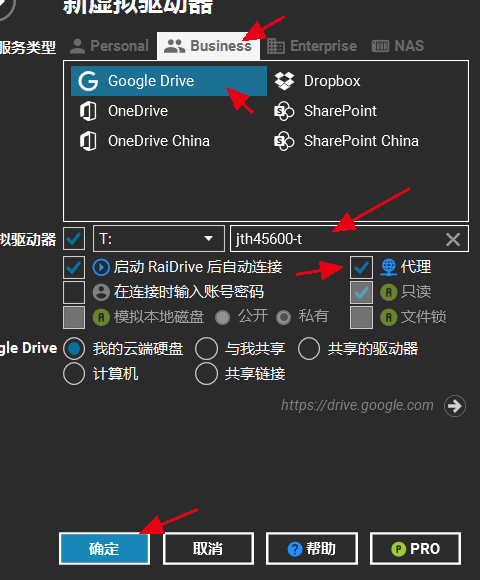 新虚拟驱动器
服务类型 Personal Business Enterprise NAS
Google Drive Dropbox
OneDrive SharePoint
OneDrive China SharePoint China
拟驱动器 T: jth45600-t
启动 RaiDrive 后自动连接 代理
在连接时输入账号密码 A 只读
A 模拟本地磁盘 公开 私有 A 文件锁
gle Drive 我的云端硬盘 与我共享 共享的驱动器
计算机 共享链接
https://drive.google.com
确定 取消 ? 帮助 P PRO